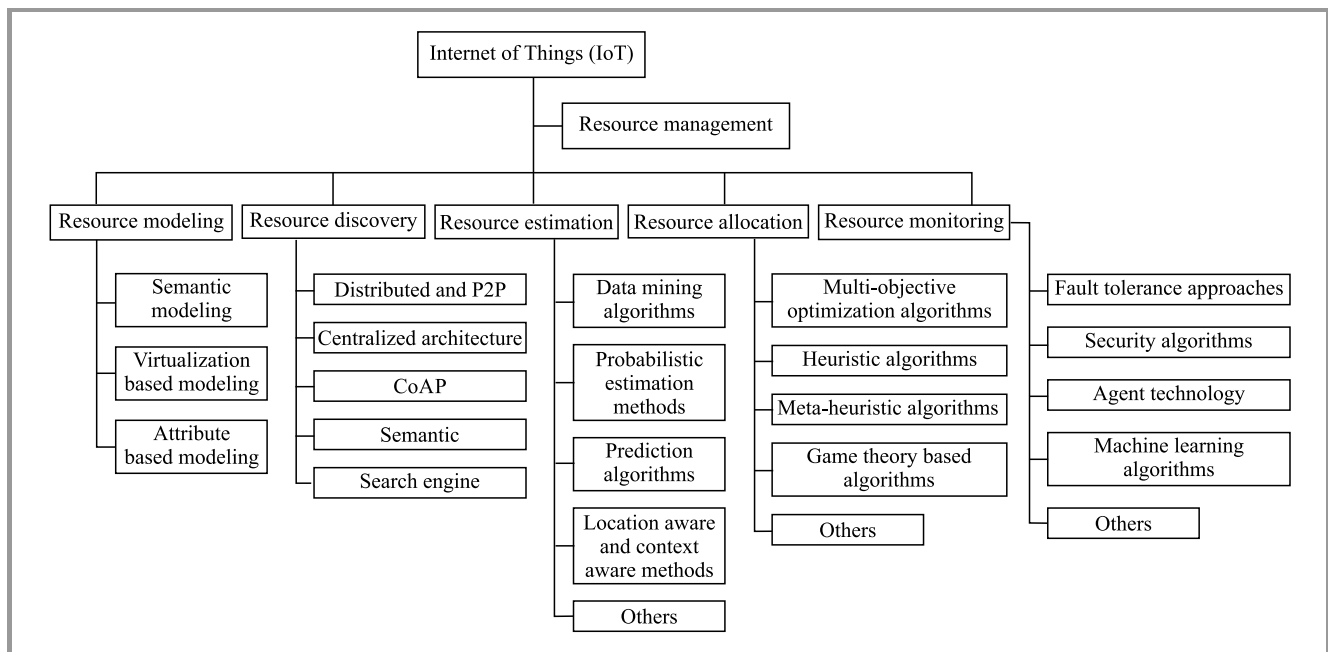 Internet of Things (IoT)
Resource management
Resource modeling
Resource discovery
Resource estimation
Resource allocation
Resource monitoring
Semantic
modeling
Virtualization
based modeling
Attribute
based modeling
Distributed and P2P
Centralized architecture
CoAP
Semantic
Search engine
Data mining
algorithms
Probabilistic
estimation
methods
Prediction
algorithms
Location aware
and context
aware methods
Others
Multi-objective
optimization algorithms
Heuristic algorithms
Meta-heuristic algorithms
Game theory based
algorithms
Others
Fault tolerance approaches
Security algorithms
Agent technology
Machine learning
algorithms
Others